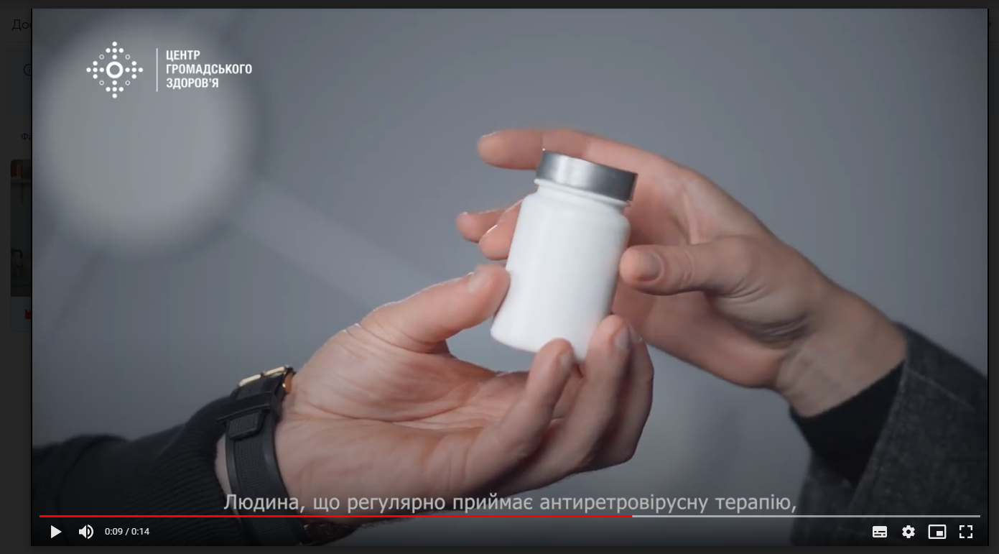 ЦЕНТР
ГРОМАДСЬКОГО
ЗДОРОВ'Я
Людина, що регулярно приймає антиретровірусну терапію,
0:09 / 0:14